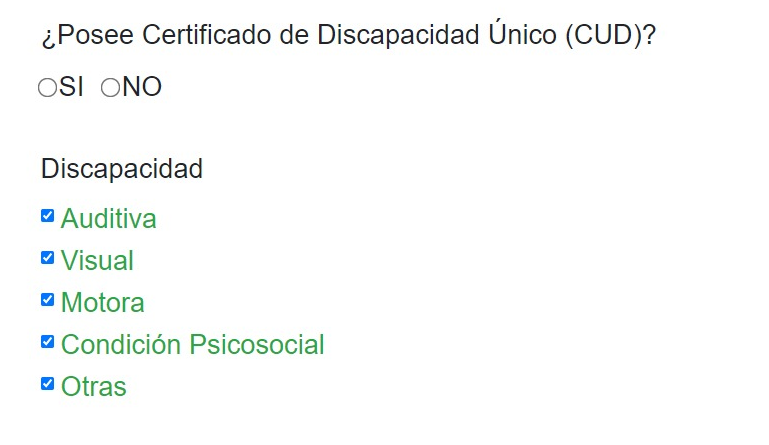 ¿Posee Certificado de Discapacidad Único (CUD)?
SI NO
Discapacidad
Auditiva
Visual
Motora
Condición Psicosocial
Otras